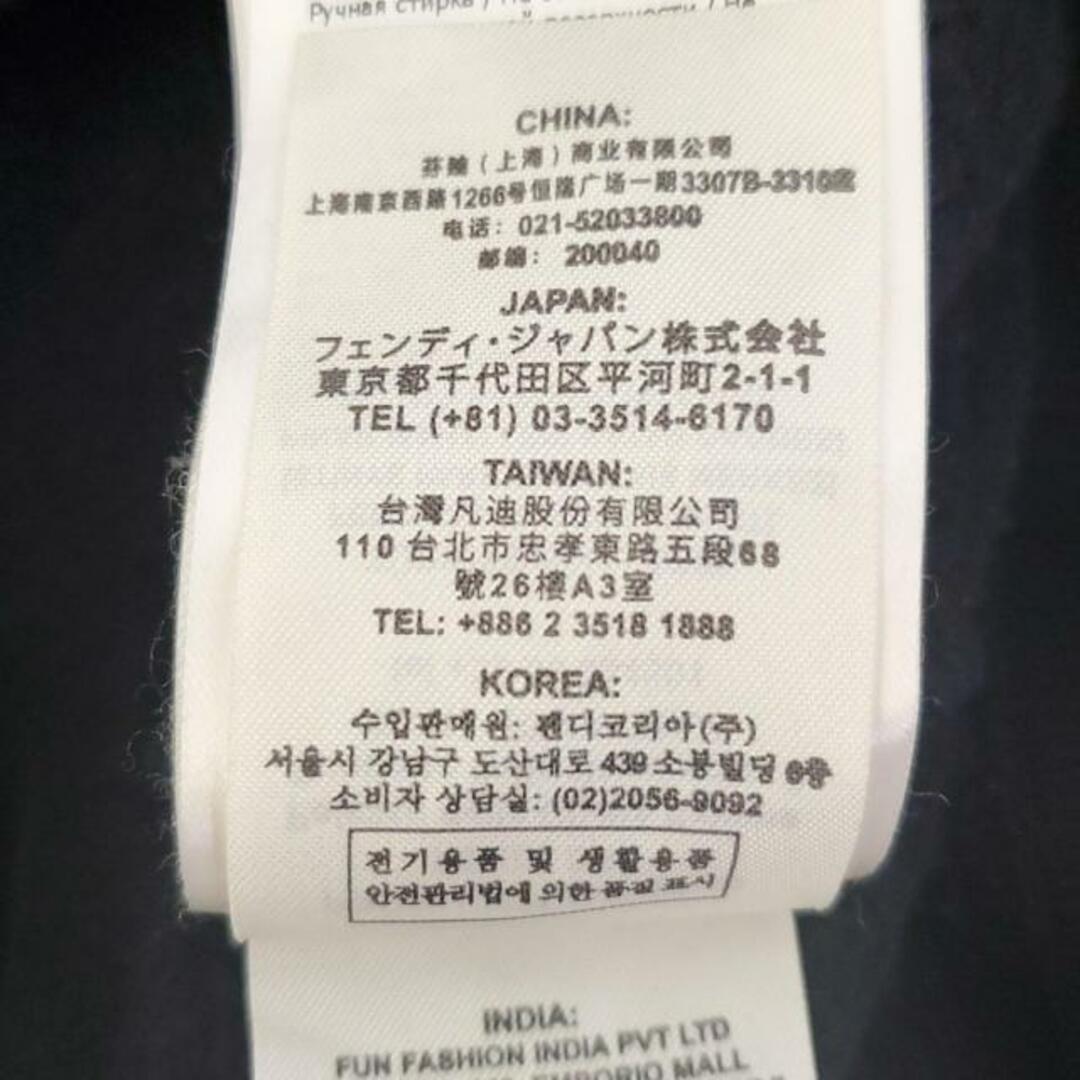 Ручная стирка / На
поверхности / Не
CHINA:
芬迪（上海）商业有限公司
上海南京西路1266号恒隆广场一期3307B-3310室
电话：021-52033800
邮编：200040
JAPAN:
フェンディ・ジャパン株式会社
東京都千代田区平河町2-1-1
TEL (+81) 03-3514-6170
TAIWAN:
台灣凡迪股份有限公司
110 台北市忠孝東路五段68
號26樓A3室
TEL: +886 2 3518 1888
KOREA:
수입판매원: 펜디코리아(주)
서울시 강남구 도산대로 439 소봉빌딩 6층
소비자 상담실: (02)2056-9092
전기용품 및 생활용품
안전관리법에 의한 품질 표시
INDIA:
FUN FASHION INDIA PVT LTD
EMPORIO MALL